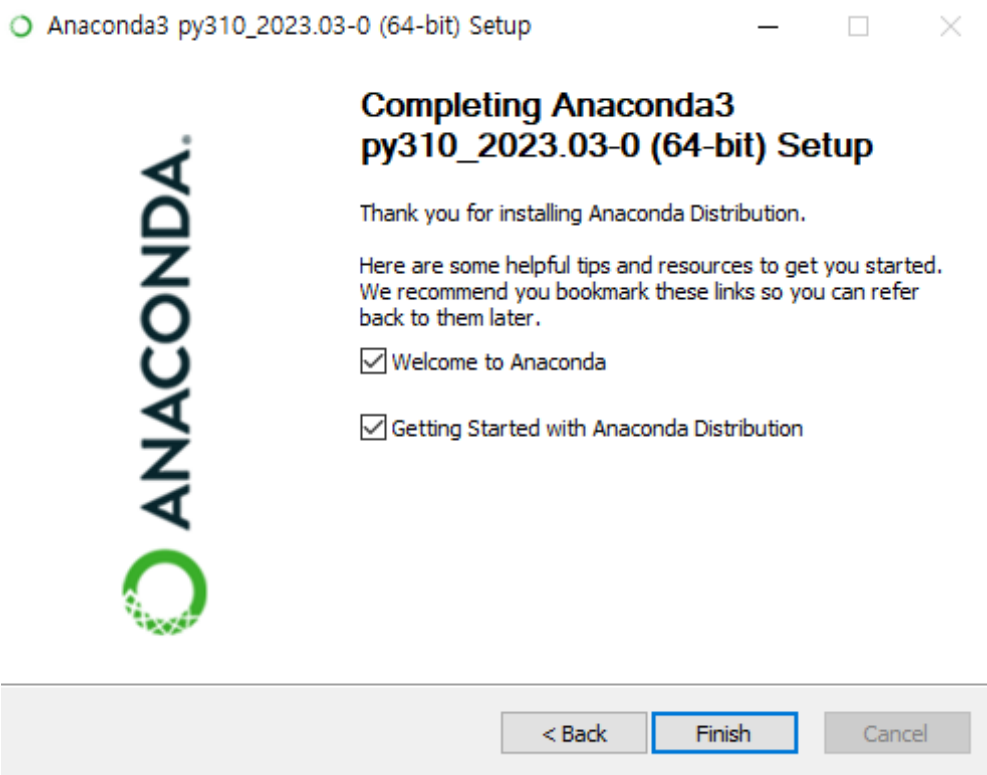 Anaconda3 py310_2023.03-0 (64-bit) Setup
ANACONDA.
Completing Anaconda3
py310_2023.03-0 (64-bit) Setup
Thank you for installing Anaconda Distribution.
Here are some helpful tips and resources to get you started.
We recommend you bookmark these links so you can refer
back to them later.
Welcome to Anaconda
Getting Started with Anaconda Distribution
< Back
Finish
Cancel